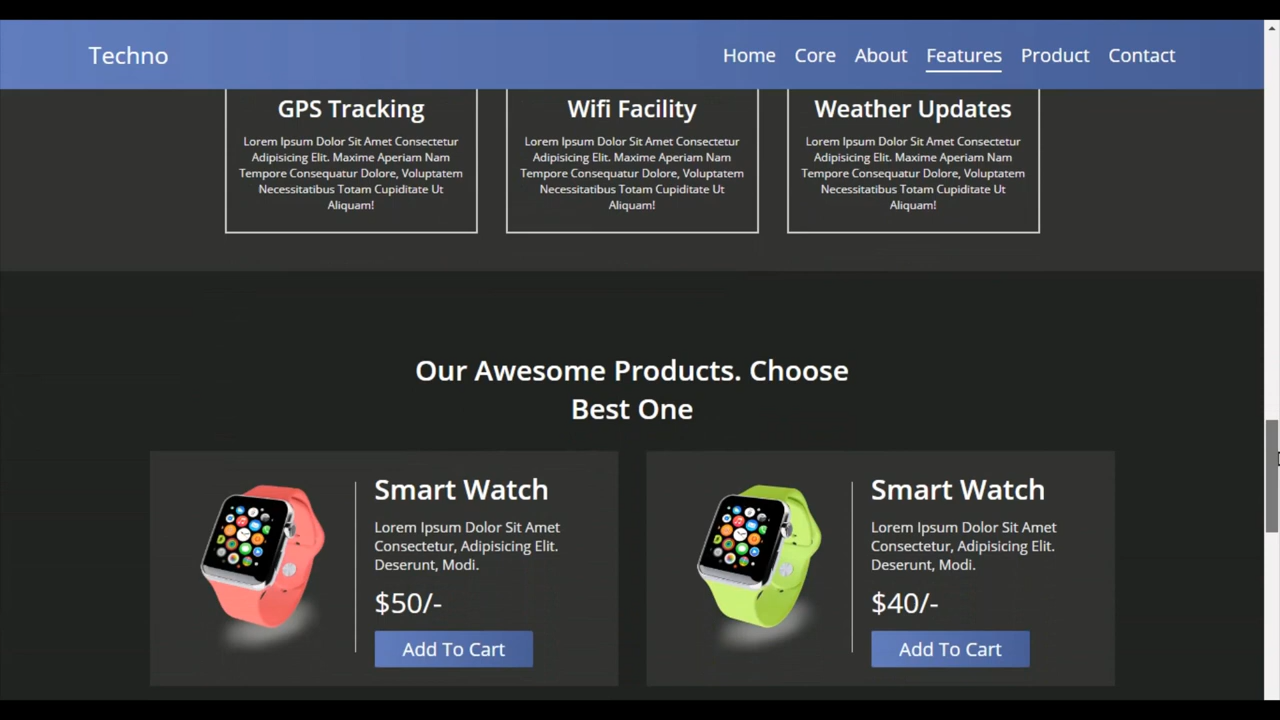 Techno
Home Core About Features Product Contact
GPS Tracking
Lorem Ipsum Dolor Sit Amet Consectetur
Adipisicing Elit. Maxime Aperiam Nam
Tempore Consequatur Dolore, Voluptatem
Necessitatibus Totam Cupiditate Ut
Aliquam!
Wifi Facility
Lorem Ipsum Dolor Sit Amet Consectetur
Adipisicing Elit. Maxime Aperiam Nam
Tempore Consequatur Dolore, Voluptatem
Necessitatibus Totam Cupiditate Ut
Aliquam!
Weather Updates
Lorem Ipsum Dolor Sit Amet Consectetur
Adipisicing Elit. Maxime Aperiam Nam
Tempore Consequatur Dolore, Voluptatem
Necessitatibus Totam Cupiditate Ut
Aliquam!
Our Awesome Products. Choose
Best One
Smart Watch
Lorem Ipsum Dolor Sit Amet
Consectetur, Adipisicing Elit.
Deserunt, Modi.
$50/-
Add To Cart
Smart Watch
Lorem Ipsum Dolor Sit Amet
Consectetur, Adipisicing Elit.
Deserunt, Modi.
$40/-
Add To Cart